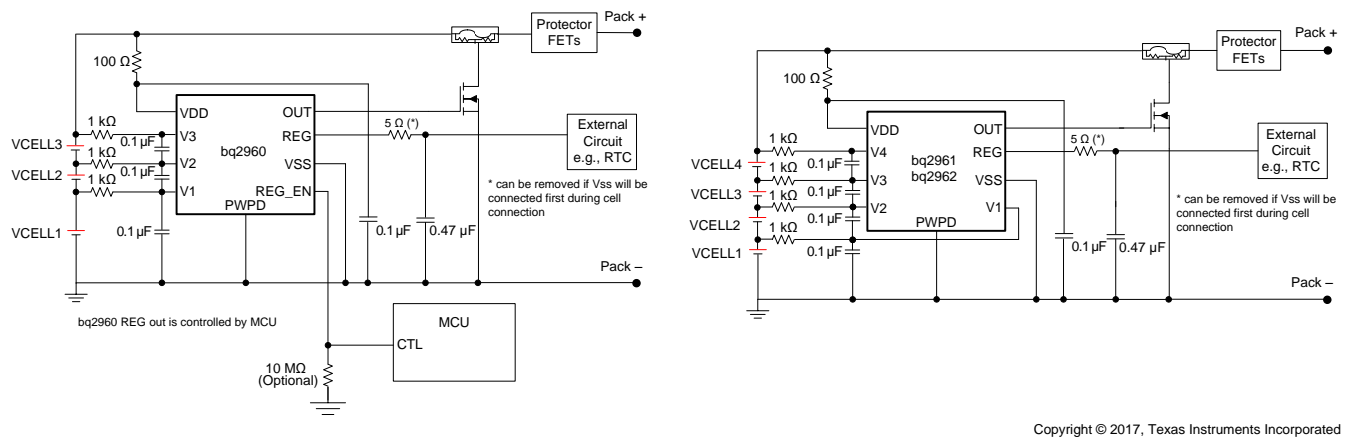 Pack +
Protector
FETs
100 Ω
VDD
OUT
bq2960
REG
V3
V2
VSS
V1
REG_EN
PWPD
5 Ω (*)
External
Circuit
e.g., RTC
1 kΩ
0.1 µF
VCELL3
1 kΩ
0.1 µF
VCELL2
1 kΩ
* can be removed if Vss will be
connected first during cell
connection
VCELL1
0.1 µF
0.1 µF
0.47 µF
Pack –
bq2960 REG out is controlled by MCU
MCU
CTL
10 MΩ
(Optional)
Pack +
Protector
FETs
100 Ω
VDD
OUT
V4
bq2961
bq2962
REG
V3
VSS
V2
V1
PWPD
5 Ω (*)
External
Circuit
e.g., RTC
1 kΩ
0.1 µF
VCELL4
1 kΩ
0.1 µF
VCELL3
1 kΩ
0.1 µF
VCELL2
1 kΩ
0.1 µF
VCELL1
* can be removed if Vss will be
connected first during cell
connection
0.1 µF
0.47 µF
Pack –
Copyright © 2017, Texas Instruments Incorporated